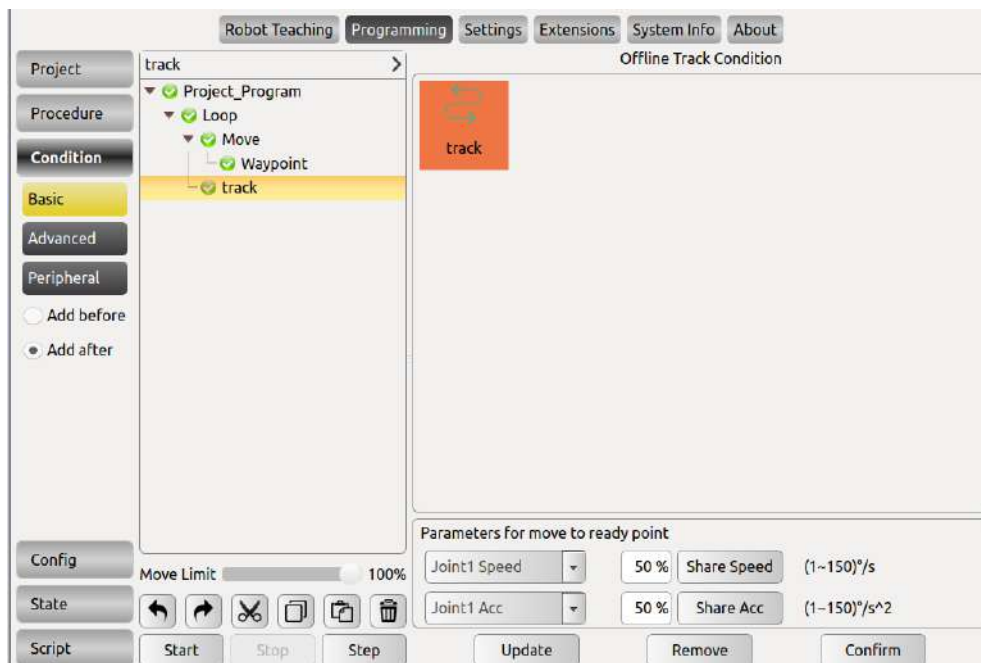 Robot Teaching Programming Settings Extensions System Info About
Project
Procedure
Condition
Basic
Advanced
Peripheral
Add before
Add after
Config
State
Script
track >
Project_Program
Loop
Move
Waypoint
track
Move Limit 100%
Start Stop Step
Offline Track Condition
track
Parameters for move to ready point
Joint1 Speed 50 % Share Speed (1~150)°/s
Joint1 Acc 50 % Share Acc (1~150)°/s^2
Update Remove Confirm